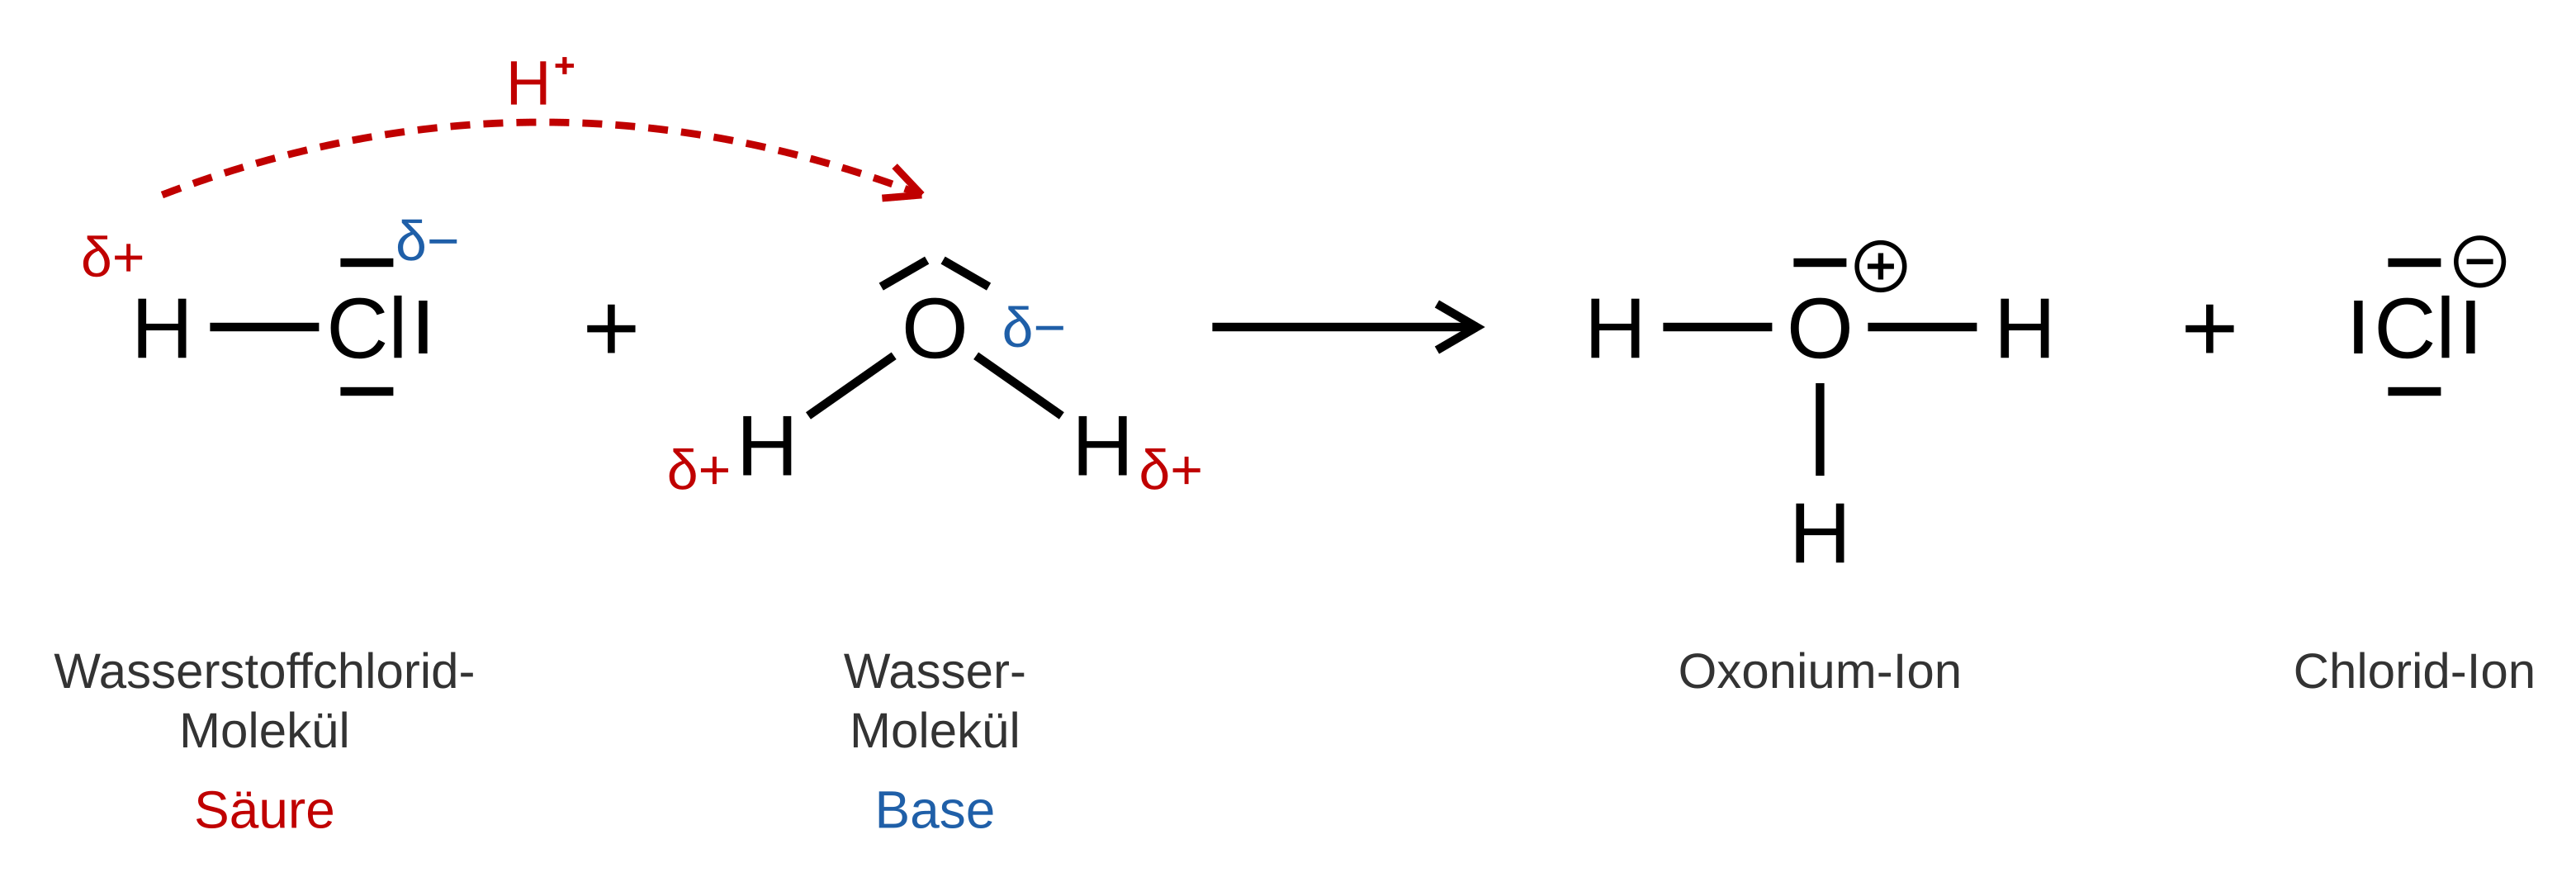 H⁺
δ+ H Cl δ− + O δ− H δ+ H δ+ H O ⊕ H H + Cl ⊖
Wasserstoffchlorid-
Molekül
Säure
Wasser-
Molekül
Base
Oxonium-Ion
Chlorid-Ion